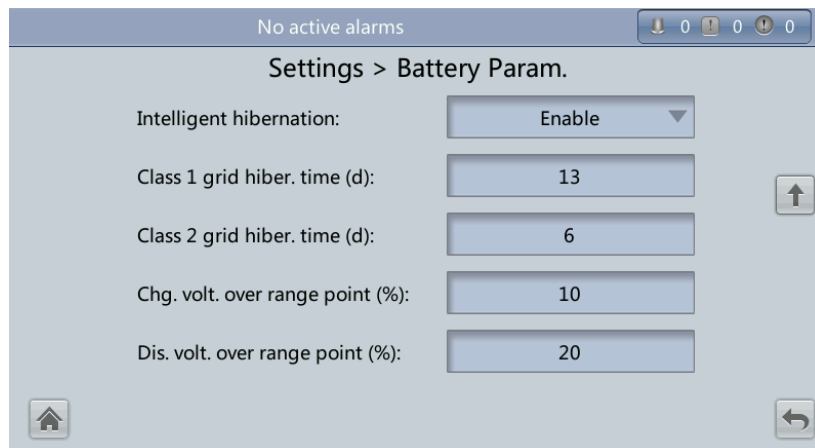 No active alarms 0 0 0
Settings > Battery Param.
Intelligent hibernation: Enable
Class 1 grid hiber. time (d): 13
Class 2 grid hiber. time (d): 6
Chg. volt. over range point (%): 10
Dis. volt. over range point (%): 20